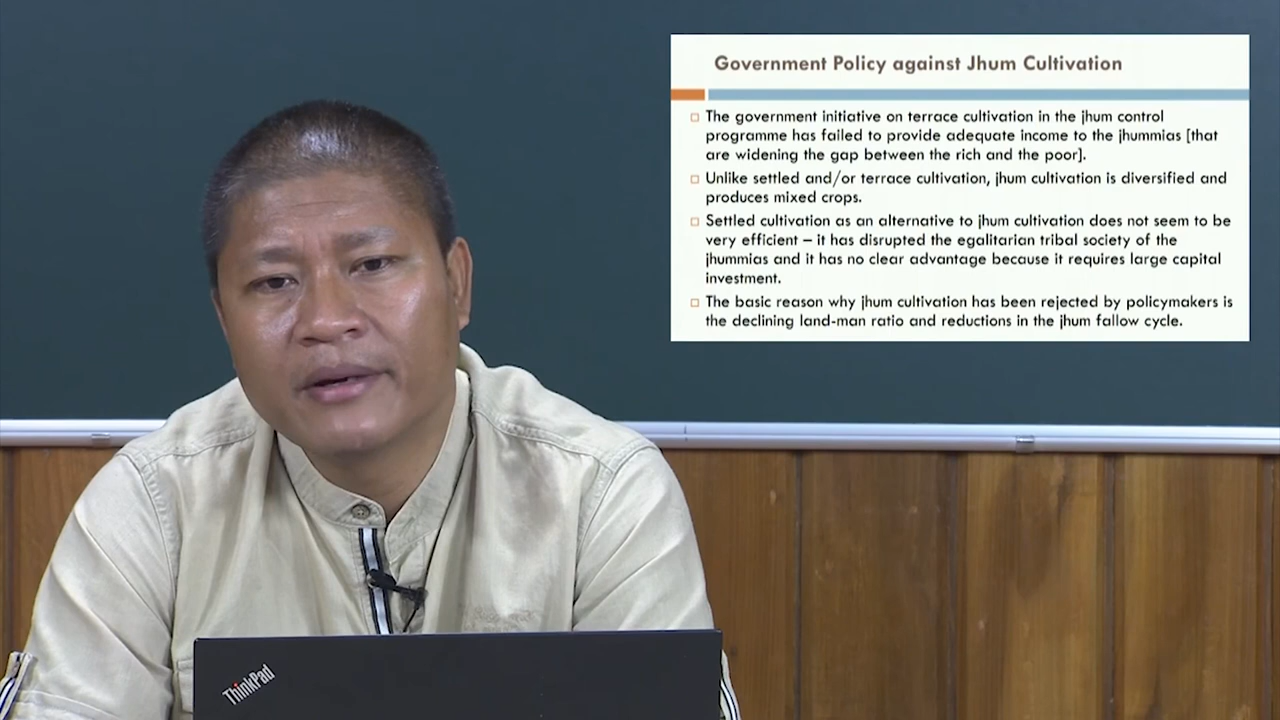 Government Policy against Jhum Cultivation
The government initiative on terrace cultivation in the jhum control
programme has failed to provide adequate income to the jhummias [that
are widening the gap between the rich and the poor].
Unlike settled and/or terrace cultivation, jhum cultivation is diversified and
produces mixed crops.
Settled cultivation as an alternative to jhum cultivation does not seem to be
very efficient – it has disrupted the egalitarian tribal society of the
jhummias and it has no clear advantage because it requires large capital
investment.
The basic reason why jhum cultivation has been rejected by policymakers is
the declining land-man ratio and reductions in the jhum fallow cycle.
ThinkPad